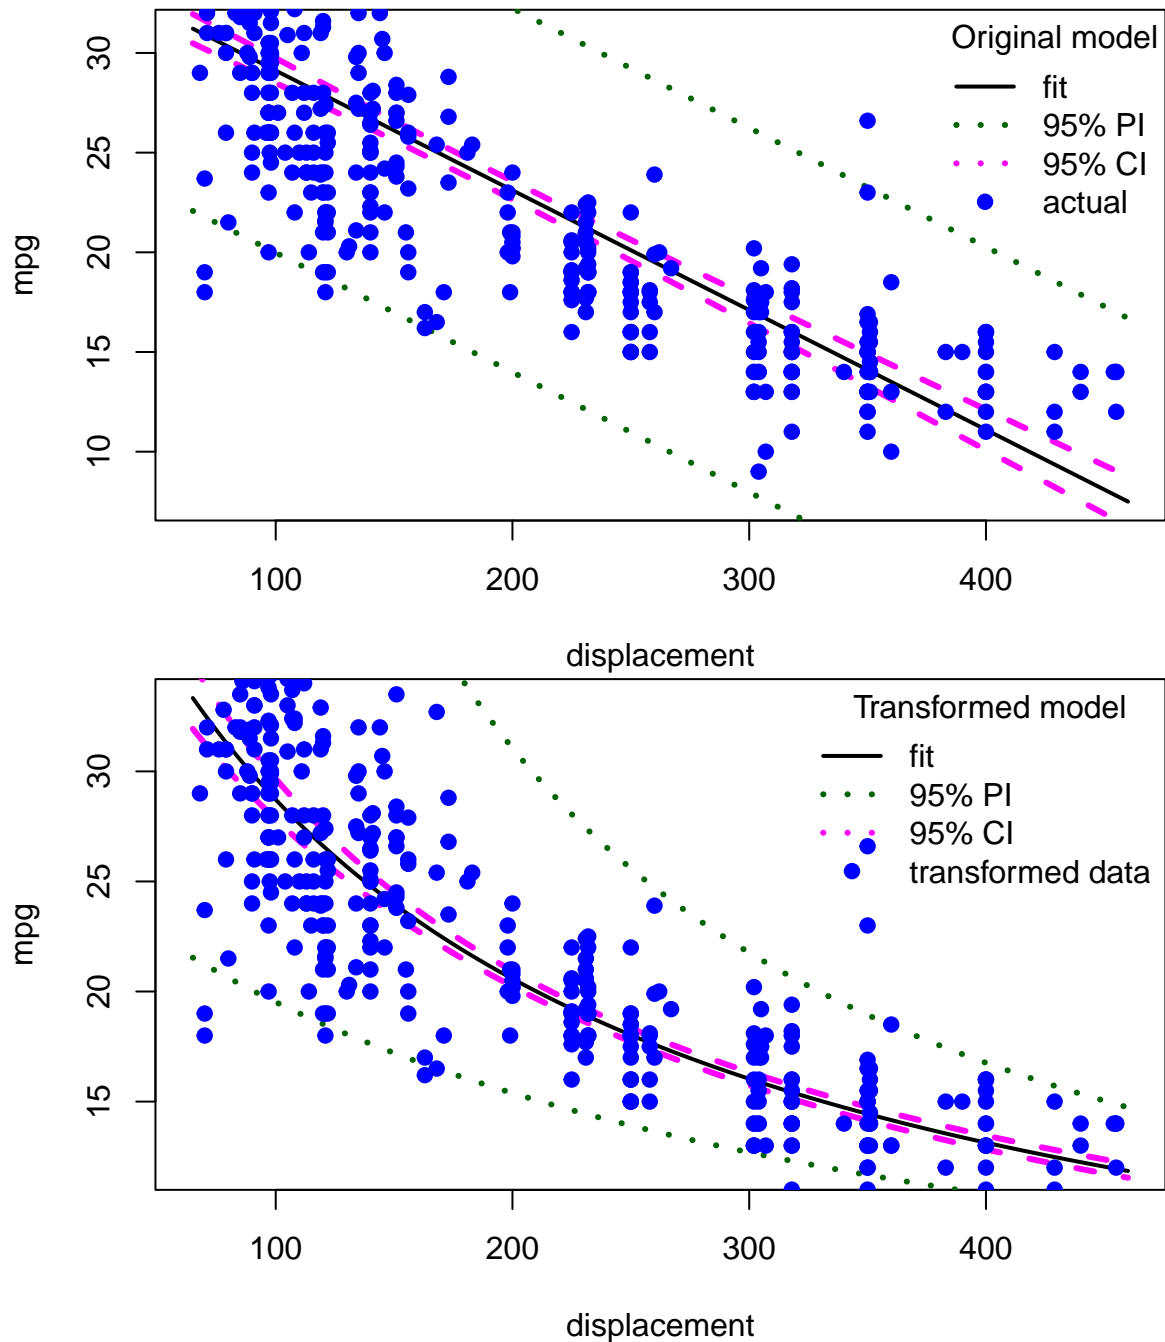 Original model
fit
95% PI
95% CI
actual
mpg
10 15 20 25 30
100 200 300 400
displacement
Transformed model
fit
95% PI
95% CI
transformed data
mpg
15 20 25 30
100 200 300 400
displacement